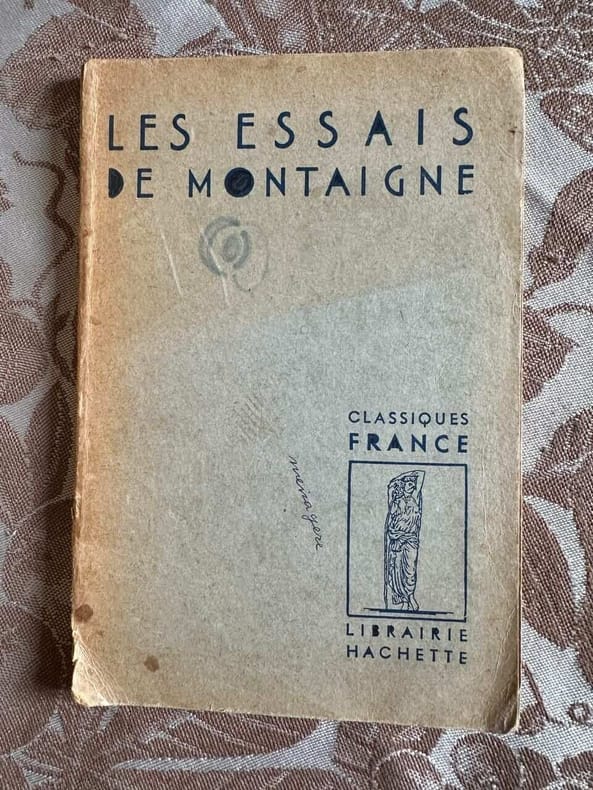 LES ESSAIS
DE MONTAIGNE
CLASSIQUES
FRANCE
LIBRAIRIE
HACHETTE